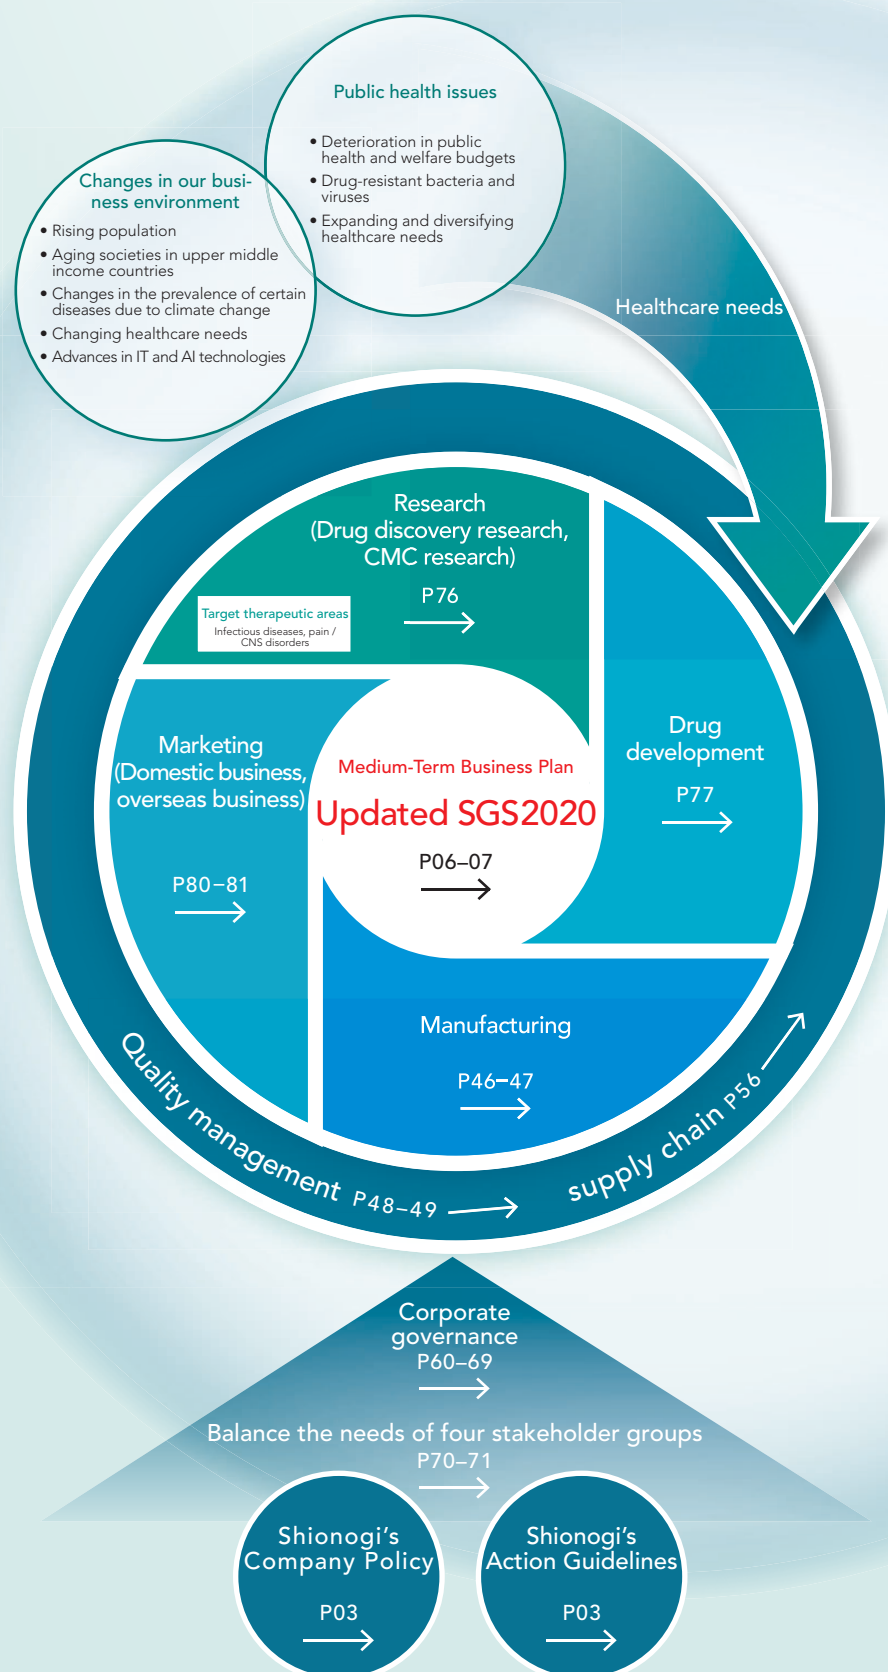 Public health issues
• Deterioration in public
health and welfare budgets
• Drug-resistant bacteria and
viruses
• Expanding and diversifying
healthcare needs
Changes in our busi-
ness environment
• Rising population
• Aging societies in upper middle
income countries
• Changes in the prevalence of certain
diseases due to climate change
• Changing healthcare needs
• Advances in IT and AI technologies
Healthcare needs
Research
(Drug discovery research,
CMC research)
P76
Target therapeutic areas
Infectious diseases, pain /
CNS disorders
Drug
development
P77
Marketing
(Domestic business,
overseas business)
P80–81
Medium-Term Business Plan
Updated SGS2020
P06–07
Manufacturing
P46–47
Quality management P48–49
supply chain P56
Corporate
governance
P60–69
Balance the needs of four stakeholder groups
P70–71
Shionogi's
Company Policy
P03
Shionogi's
Action Guidelines
P03